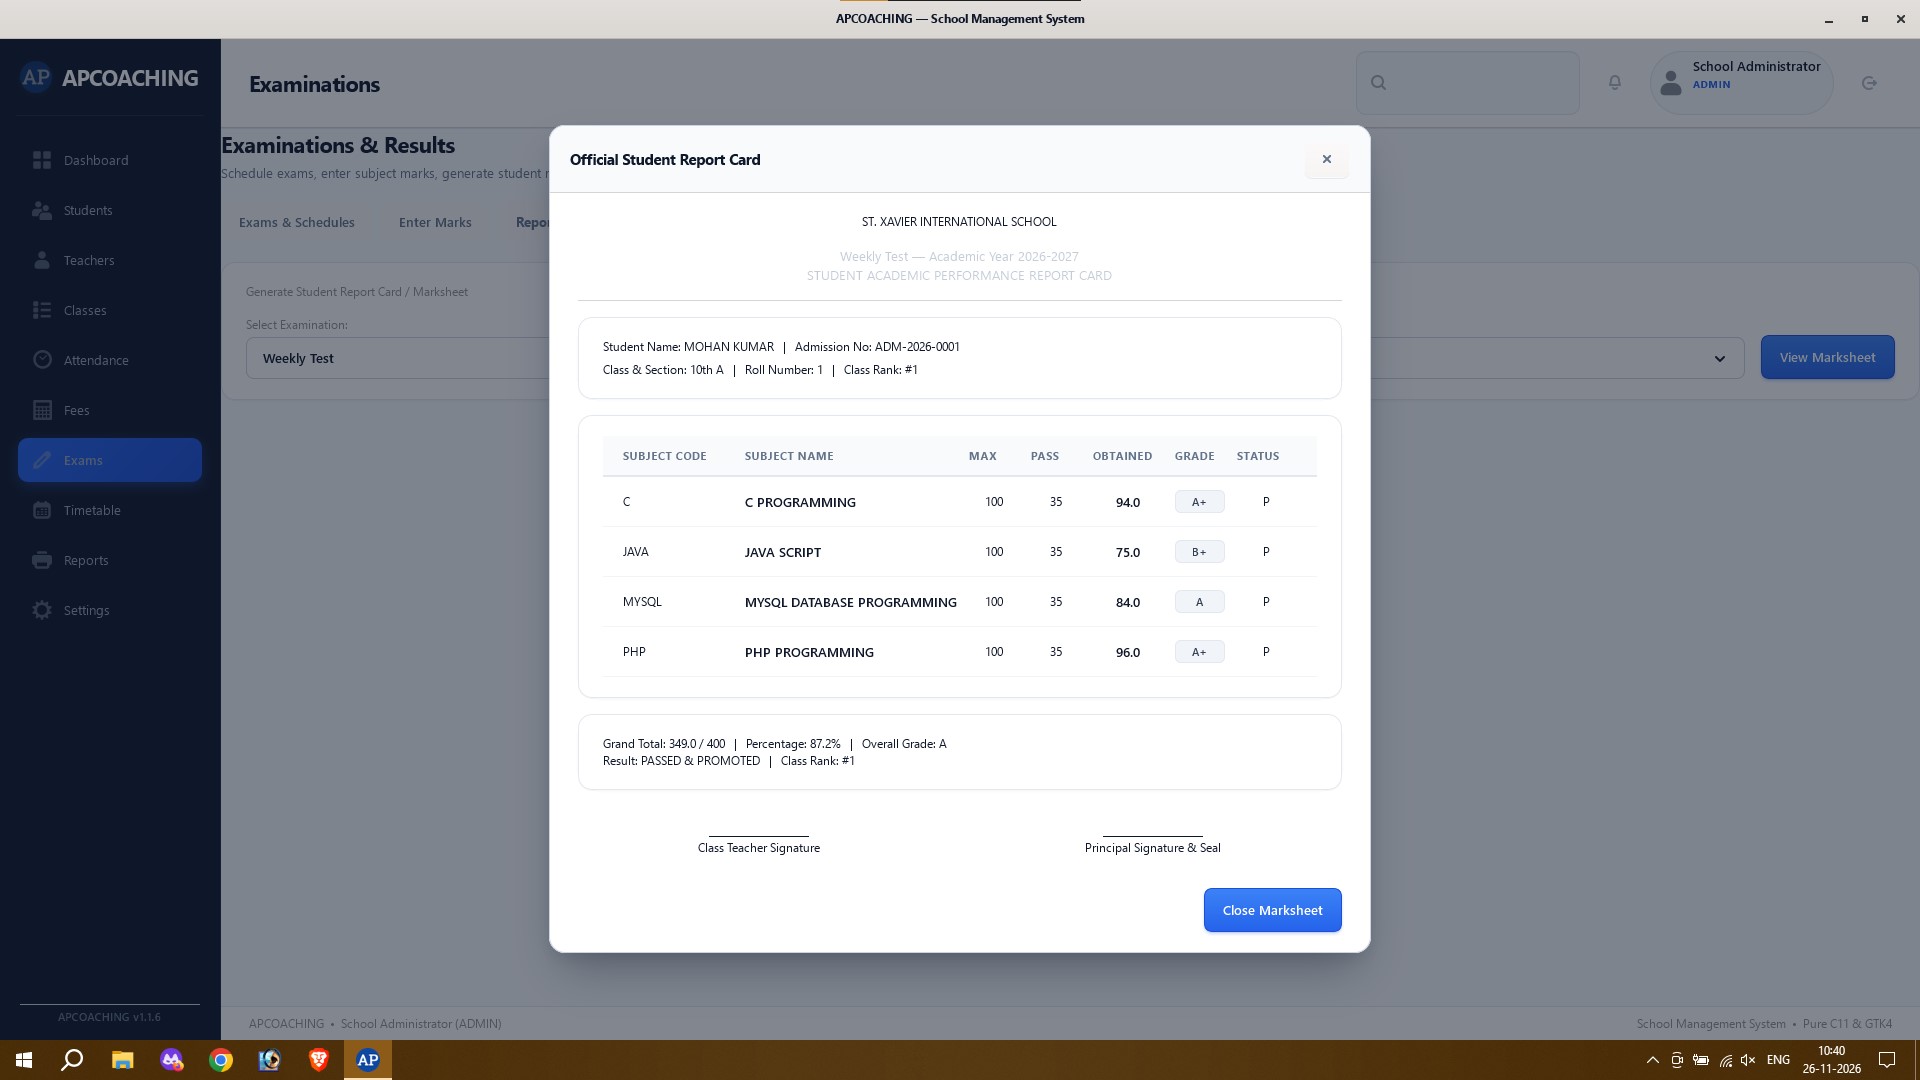 APCOACHING — School Management System
AP APCOACHING
Examinations
School Administrator
ADMIN
Dashboard
Students
Teachers
Classes
Attendance
Fees
Exams
Timetable
Reports
Settings
APCOACHING v1.1.6
Examinations & Results
Schedule exams, enter subject marks, generate student
Exams & Schedules Enter Marks
Generate Student Report Card / Marksheet
Select Examination:
Weekly Test
View Marksheet
Official Student Report Card
ST. XAVIER INTERNATIONAL SCHOOL
Weekly Test — Academic Year 2026-2027
STUDENT ACADEMIC PERFORMANCE REPORT CARD
Student Name: MOHAN KUMAR | Admission No: ADM-2026-0001
Class & Section: 10th A | Roll Number: 1 | Class Rank: #1
SUBJECT CODE SUBJECT NAME MAX PASS OBTAINED GRADE STATUS
C C PROGRAMMING 100 35 94.0 A+ P
JAVA JAVA SCRIPT 100 35 75.0 B+ P
MYSQL MYSQL DATABASE PROGRAMMING 100 35 84.0 A P
PHP PHP PROGRAMMING 100 35 96.0 A+ P
Grand Total: 349.0 / 400 | Percentage: 87.2% | Overall Grade: A
Result: PASSED & PROMOTED | Class Rank: #1
Class Teacher Signature Principal Signature & Seal
Close Marksheet
APCOACHING • School Administrator (ADMIN)
School Management System • Pure C11 & GTK4
AP
ENG
10:40
26-11-2026